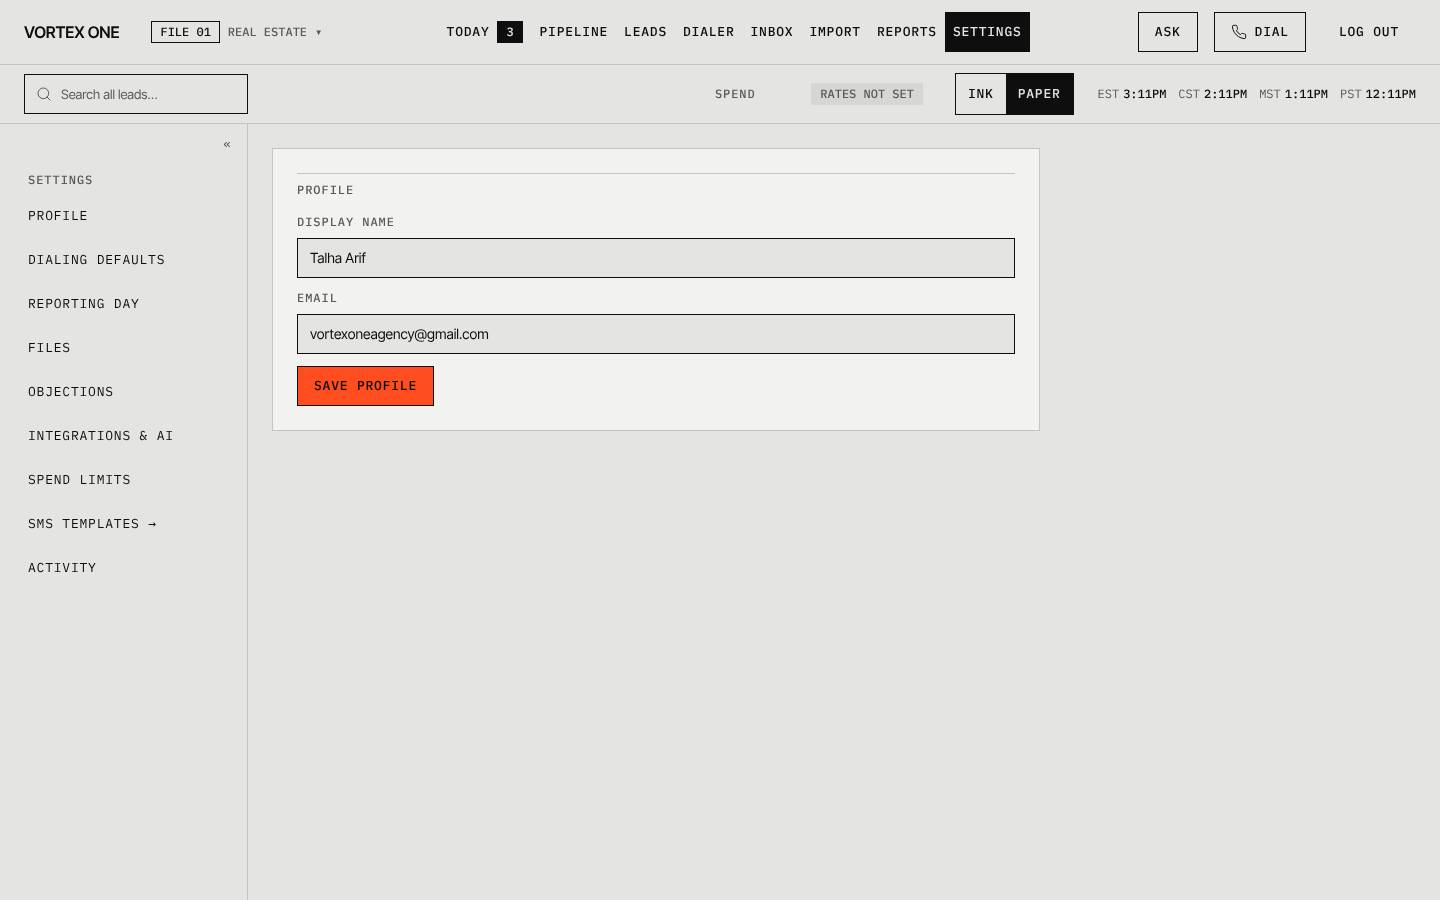 VORTEX ONE
FILE 01 REAL ESTATE ▾
TODAY 3 PIPELINE LEADS DIALER INBOX IMPORT REPORTS SETTINGS
ASK DIAL LOG OUT
Search all leads...
SPEND RATES NOT SET INK PAPER EST 3:11PM CST 2:11PM MST 1:11PM PST 12:11PM
«
SETTINGS
PROFILE
DIALING DEFAULTS
REPORTING DAY
FILES
OBJECTIONS
INTEGRATIONS & AI
SPEND LIMITS
SMS TEMPLATES →
ACTIVITY
PROFILE
DISPLAY NAME
Talha Arif
EMAIL
vortexoneagency@gmail.com
SAVE PROFILE